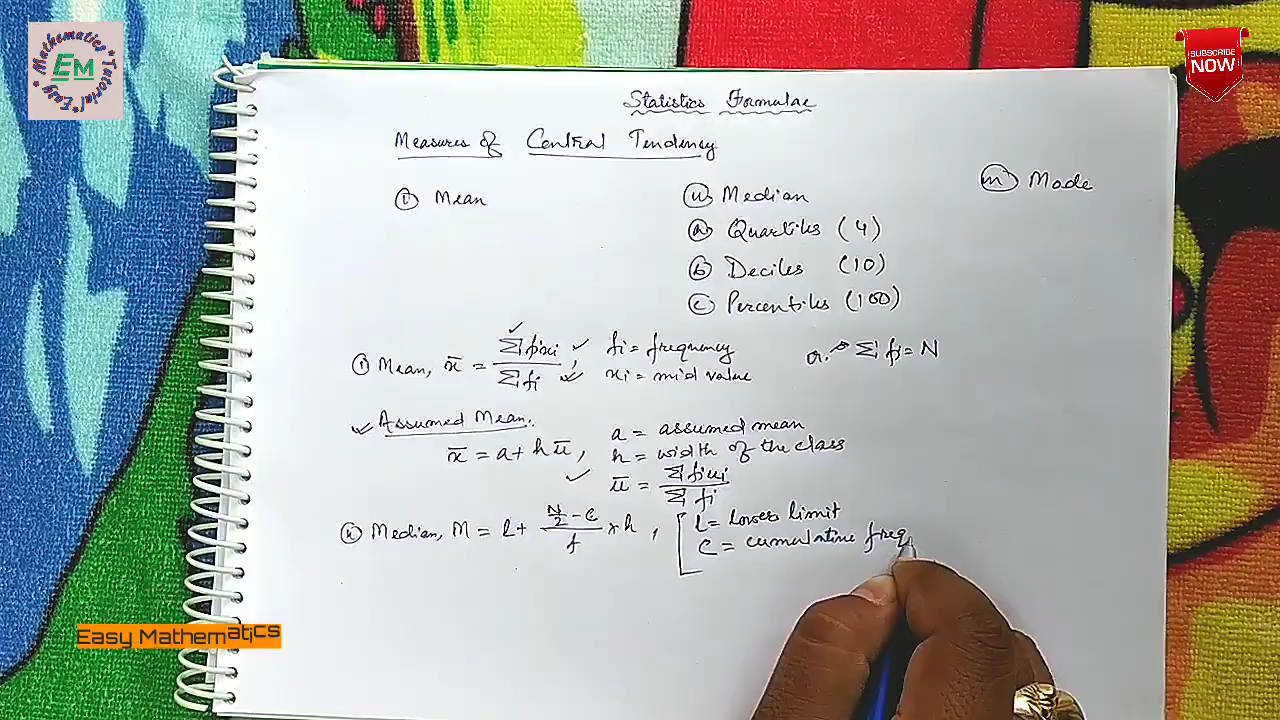 Mathematics * Tutorial * Easy *
EM
SUBSCRIBE
NOW
Statistics Formulae
Measures of Central Tendency
(i) Mean
(ii) Median
(iii) Mode
(a) Quartiles (4)
(b) Deciles (10)
(c) Percentiles (100)
(i) Mean, x̄ = Σfixi / Σfi, fi = frequency
xi = mid value
or, Σfi = N
Assumed Mean:
x̄ = a + hū, a = assumed mean
h = width of the class
ū = Σfiui / Σfi
(ii) Median, M = l + (N/2 - C)/f × h, [l = lower limit
C = cumulative freq
Easy Mathematics